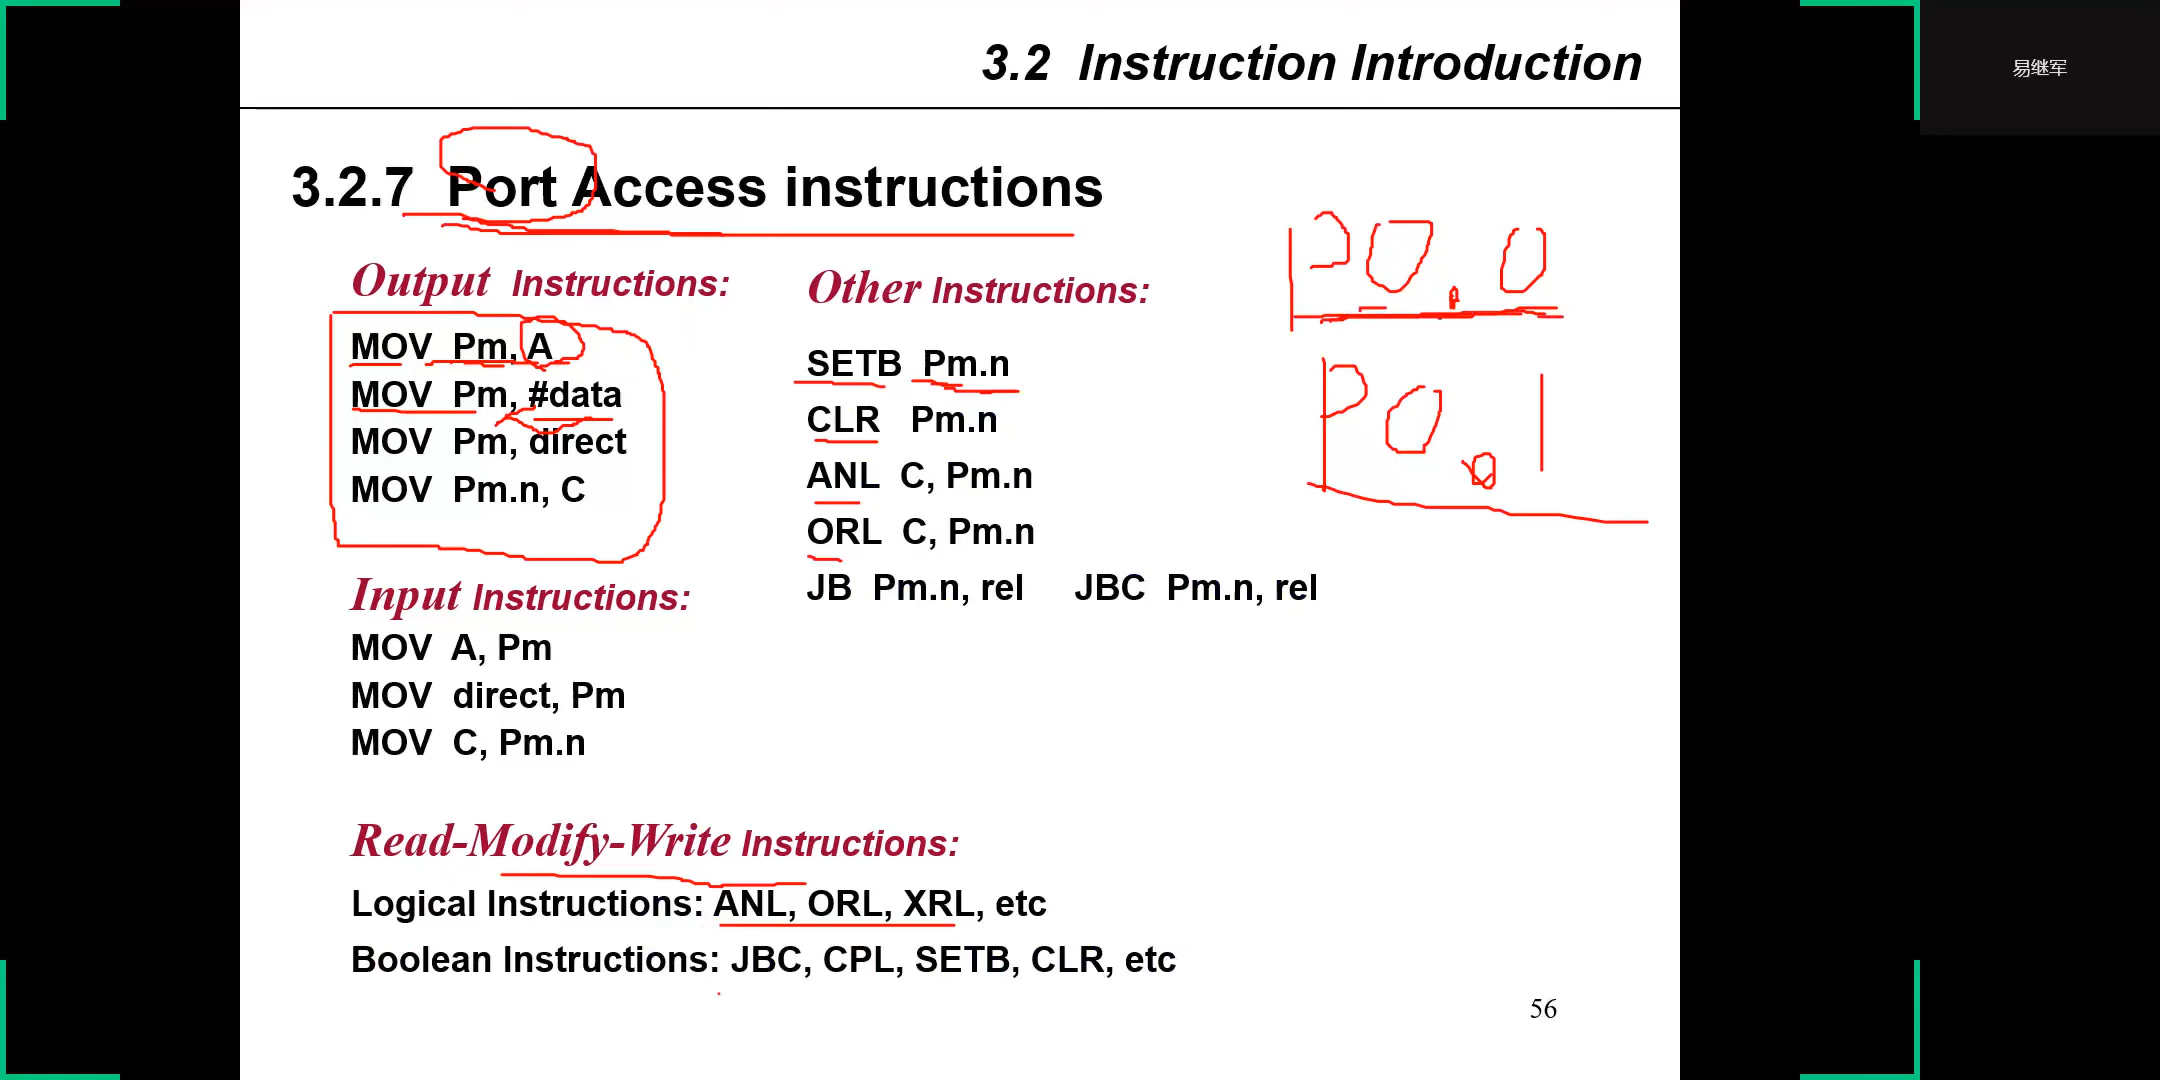 3.2 Instruction Introduction
易继军
3.2.7 Port Access instructions
Output Instructions:
MOV Pm, A
MOV Pm, #data
MOV Pm, direct
MOV Pm.n, C
Input Instructions:
MOV A, Pm
MOV direct, Pm
MOV C, Pm.n
Other Instructions:
SETB Pm.n
CLR Pm.n
ANL C, Pm.n
ORL C, Pm.n
JB Pm.n, rel JBC Pm.n, rel
P0.0
P0.1
Read-Modify-Write Instructions:
Logical Instructions: ANL, ORL, XRL, etc
Boolean Instructions: JBC, CPL, SETB, CLR, etc
56